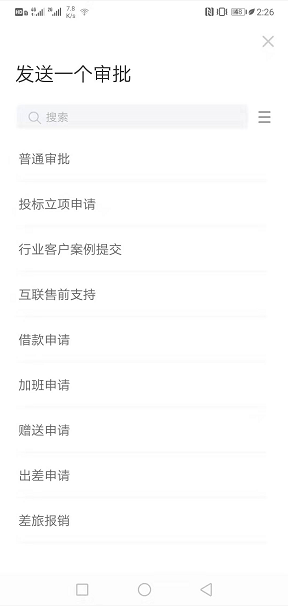 7.8
K/s
2:26
发送一个审批
搜索
普通审批
投标立项申请
行业客户案例提交
互联售前支持
借款申请
加班申请
赠送申请
出差申请
差旅报销